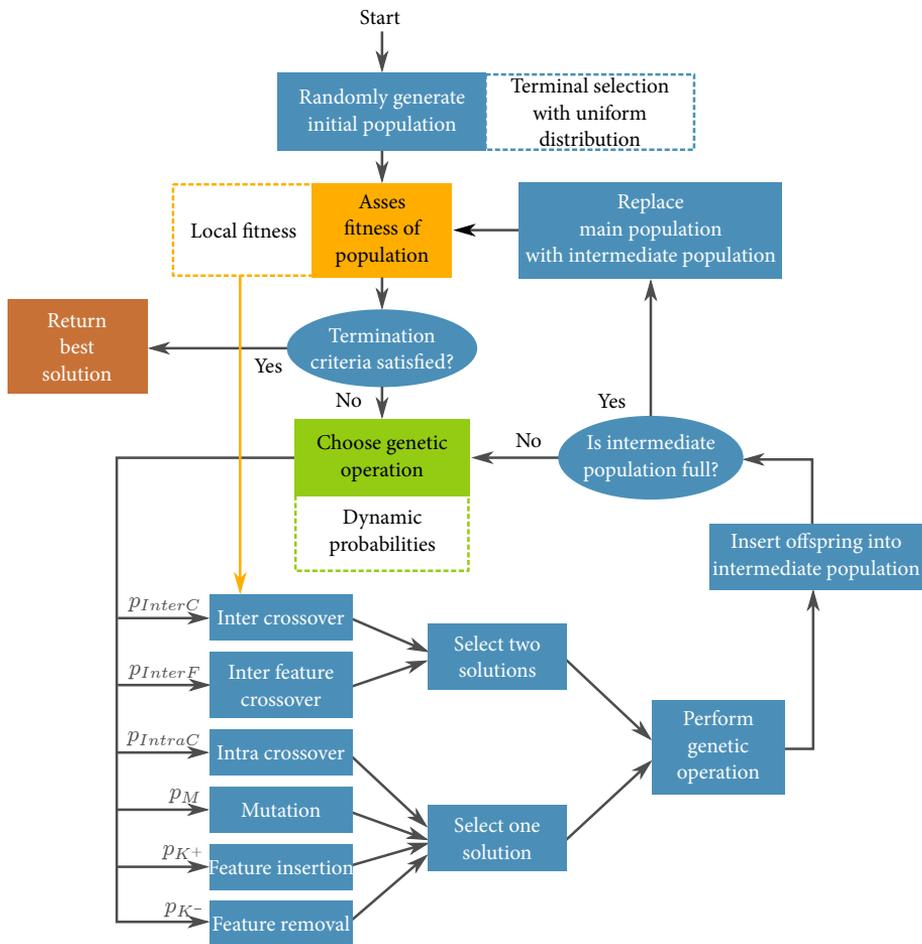 Start
Randomly generate
initial population
Terminal selection
with uniform
distribution
Local fitness
Asses
fitness of
population
Replace
main population
with intermediate population
Return
best
solution
Yes
Termination
criteria satisfied?
No
Yes
Choose genetic
operation
No
Is intermediate
population full?
Dynamic
probabilities
Insert offspring into
intermediate population
p_{InterC}
Inter crossover
Select two
solutions
p_{InterF}
Inter feature
crossover
Perform
genetic
operation
p_{IntraC}
Intra crossover
p_M
Mutation
Select one
solution
p_{K^+}
Feature insertion
p_{K^-}
Feature removal